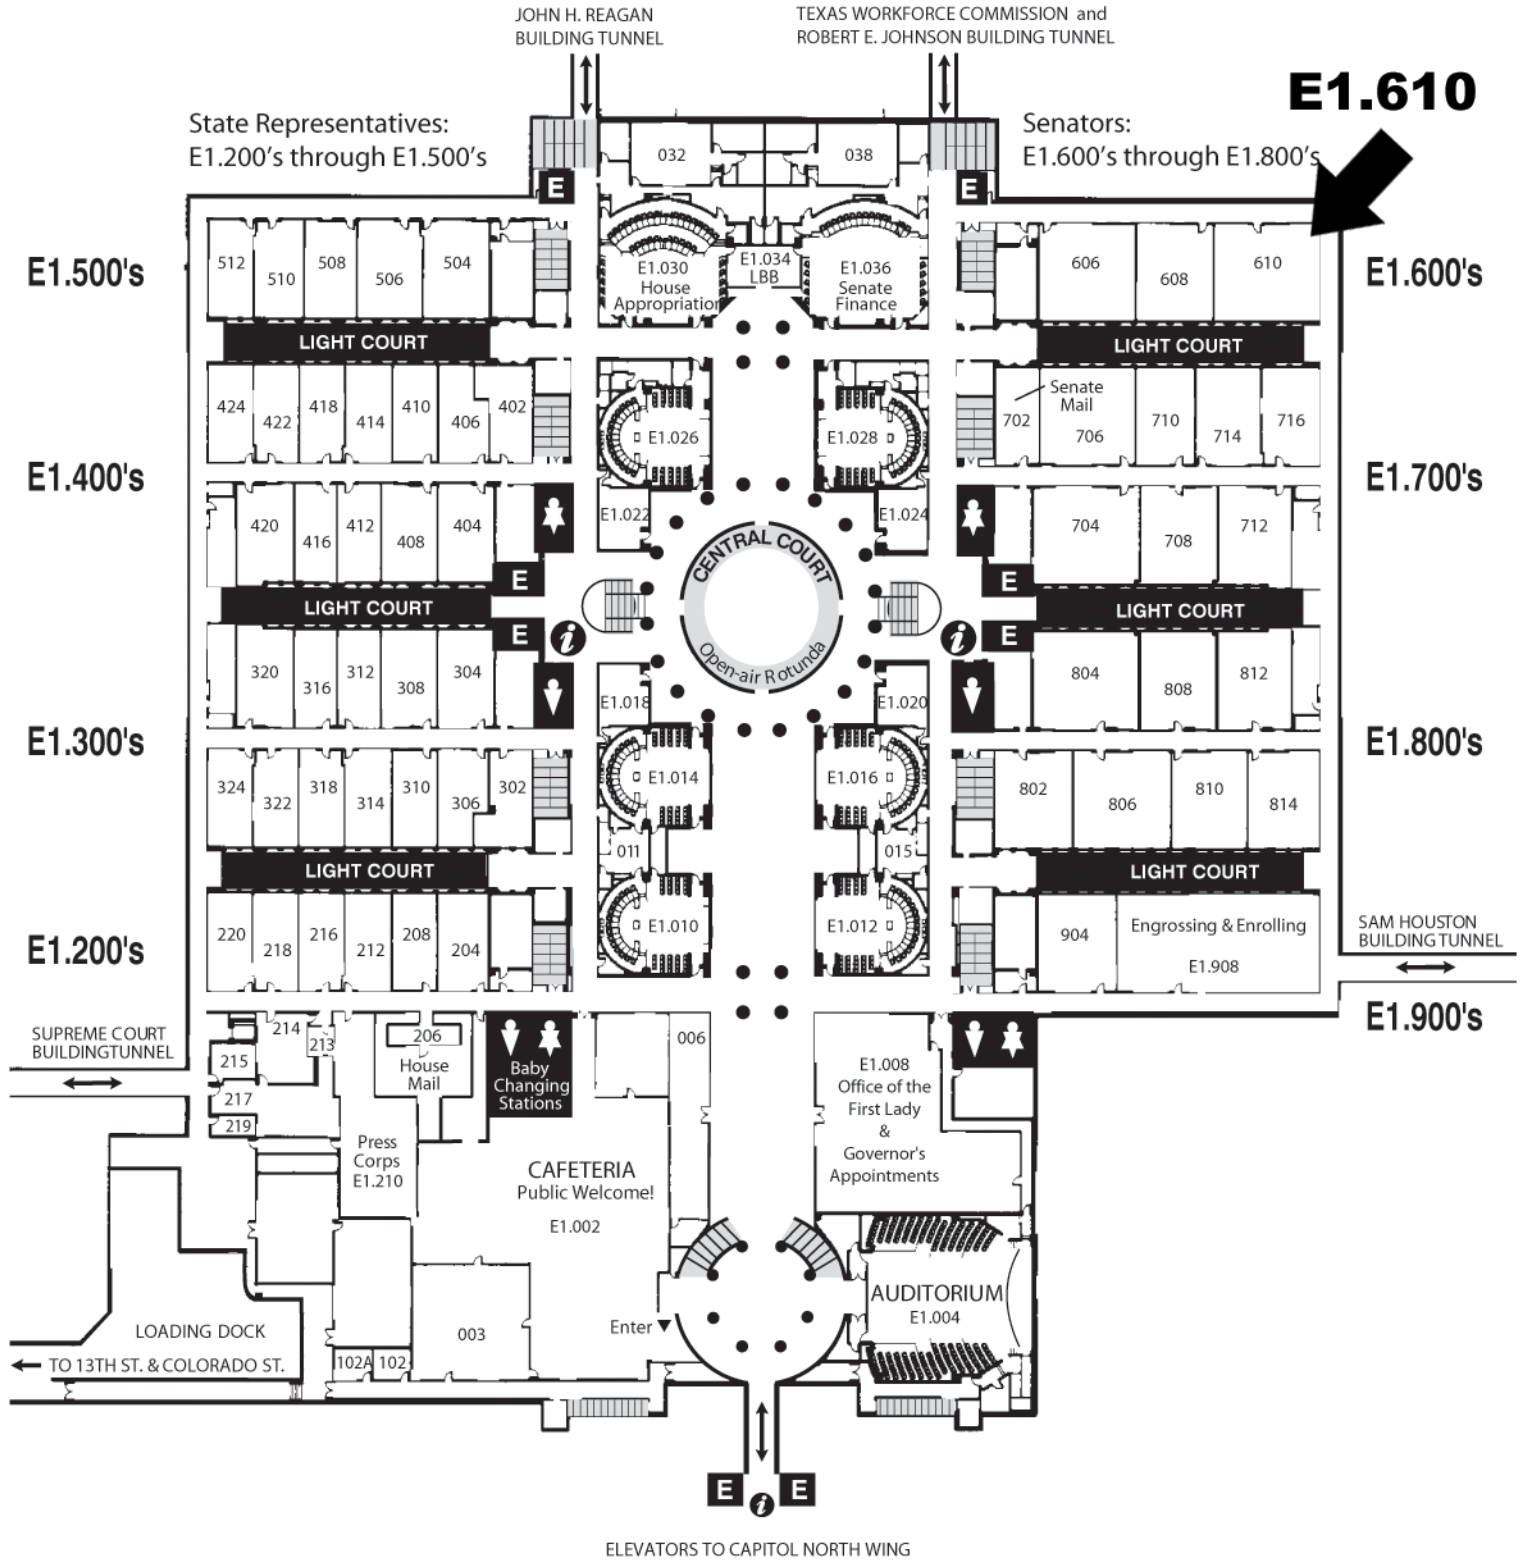 JOHN H. REAGAN
BUILDING TUNNEL
TEXAS WORKFORCE COMMISSION and
ROBERT E. JOHNSON BUILDING TUNNEL
E1.610
State Representatives:
E1.200's through E1.500's
Senators:
E1.600's through E1.800's
032
038
E
E
E1.500's
512
510
508
506
504
E1.030
House
Appropriation
E1.034
LBB
E1.036
Senate
Finance
606
608
610
E1.600's
LIGHT COURT
LIGHT COURT
424
422
418
414
410
406
402
E1.026
E1.028
702
Senate
Mail
706
710
714
716
E1.400's
E1.700's
420
416
412
408
404
E1.022
E1.024
704
708
712
CENTRAL COURT
Open-air Rotunda
E
E
LIGHT COURT
LIGHT COURT
E
i
i
E
320
316
312
308
304
E1.018
E1.020
804
808
812
E1.300's
E1.800's
324
322
318
314
310
306
302
E1.014
E1.016
802
806
810
814
011
015
LIGHT COURT
LIGHT COURT
E1.200's
220
218
216
212
208
204
E1.010
E1.012
904
Engrossing & Enrolling
E1.908
SAM HOUSTON
BUILDING TUNNEL
E1.900's
SUPREME COURT
BUILDINGTUNNEL
214
213
215
217
219
206
House
Mail
Baby
Changing
Stations
006
E1.008
Office of the
First Lady
&
Governor's
Appointments
Press
Corps
E1.210
CAFETERIA
Public Welcome!
E1.002
AUDITORIUM
E1.004
LOADING DOCK
TO 13TH ST. & COLORADO ST.
102A
102
003
Enter
E
i
E
ELEVATORS TO CAPITOL NORTH WING